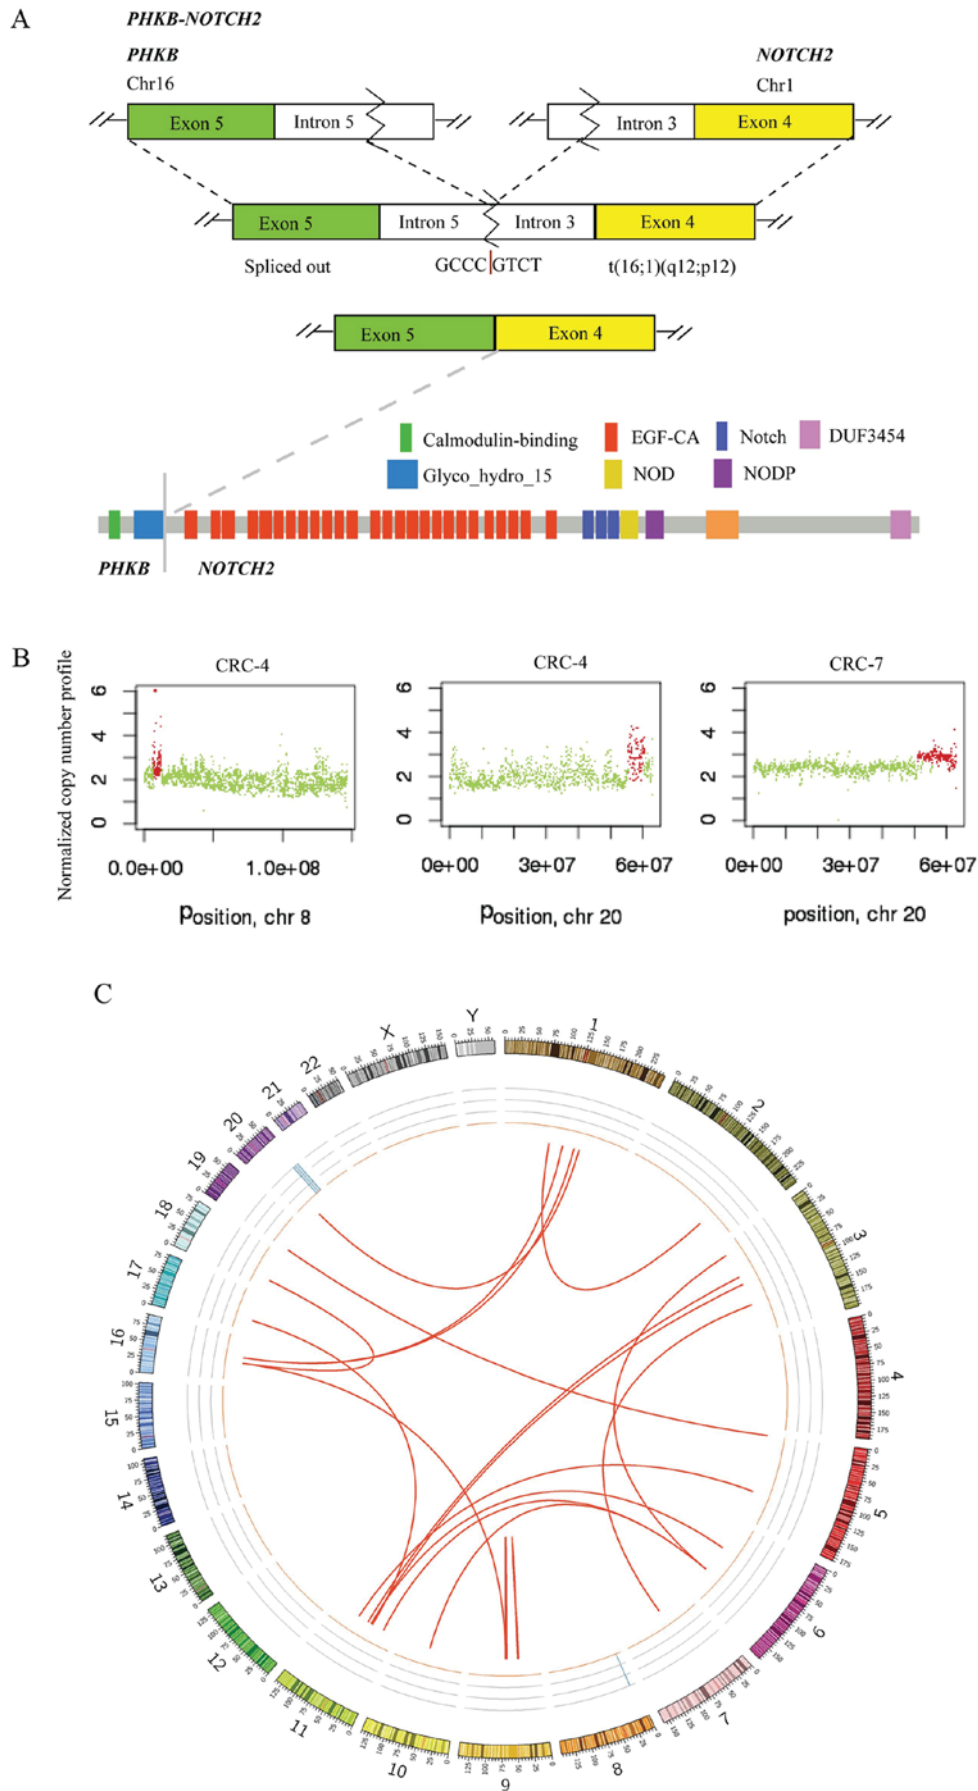 A
PHKB-NOTCH2
PHKB
NOTCH2
Chr16
Chr1
Exon 5
Intron 5
Intron 3
Exon 4
Exon 5
Intron 5
Intron 3
Exon 4
Spliced out
GCCC GTCT
t(16;1)(q12;p12)
Exon 5
Exon 4
Calmodulin-binding
EGF-CA
Notch
DUF3454
Glyco_hydro_15
NOD
NODP
PHKB
NOTCH2
B
Normalized copy number profile
CRC-4
6
4
2
0
0.0e+00
1.0e+08
Position, chr 8
CRC-4
6
4
2
0
0e+00
3e+07
6e+07
Position, chr 20
CRC-7
6
4
2
0
0e+00
3e+07
6e+07
position, chr 20
C
1
2
3
4
5
6
7
8
9
10
11
12
13
14
15
16
17
18
19
20
21
22
X
Y